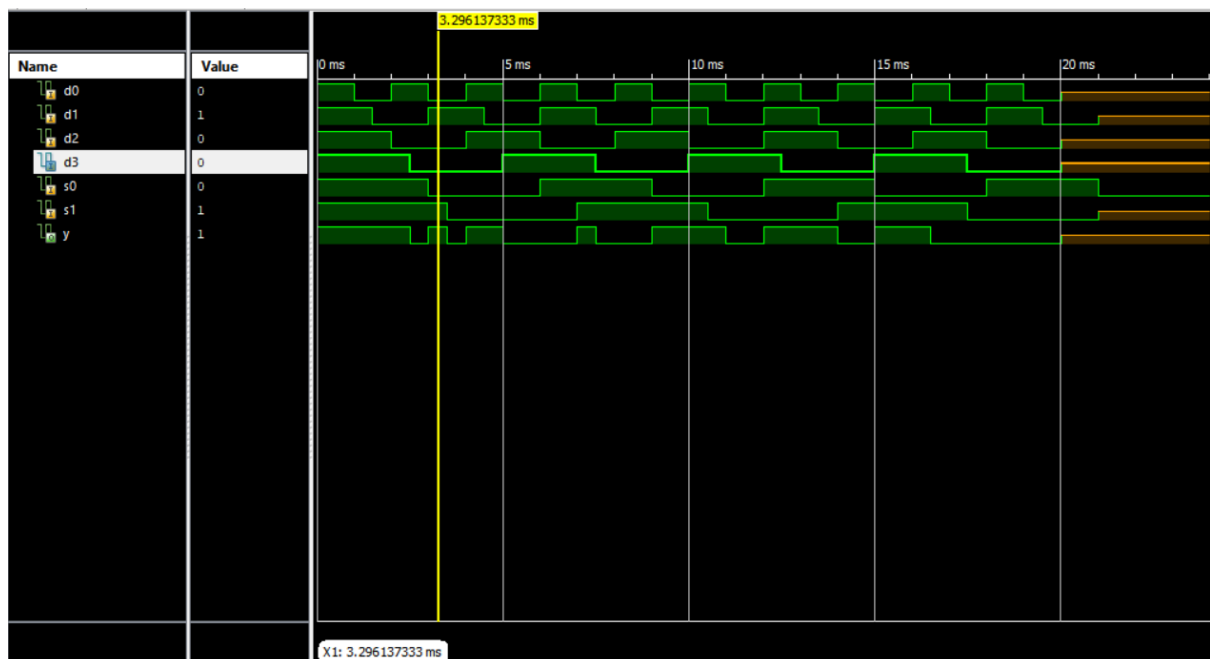 3.296137333 ms
Name Value 0 ms 5 ms 10 ms 15 ms 20 ms
d0 0
d1 1
d2 0
d3 0
s0 0
s1 1
y 1
X1: 3.296137333 ms